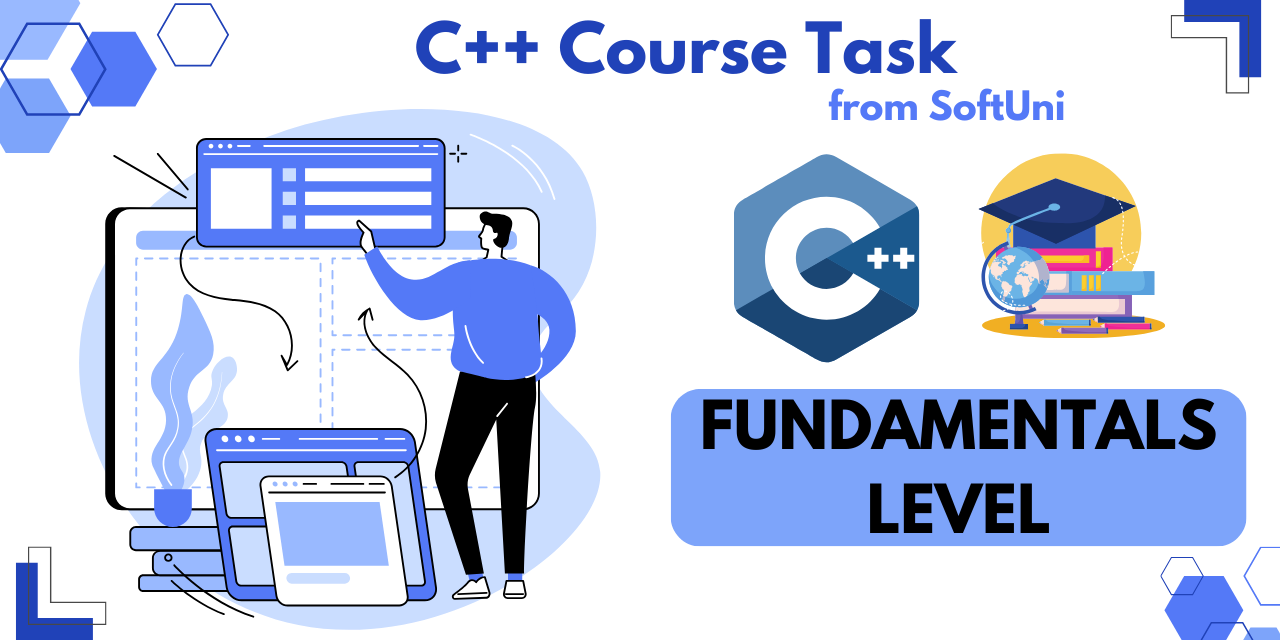 C++ Course Task
from SoftUni
C++
FUNDAMENTALS
LEVEL